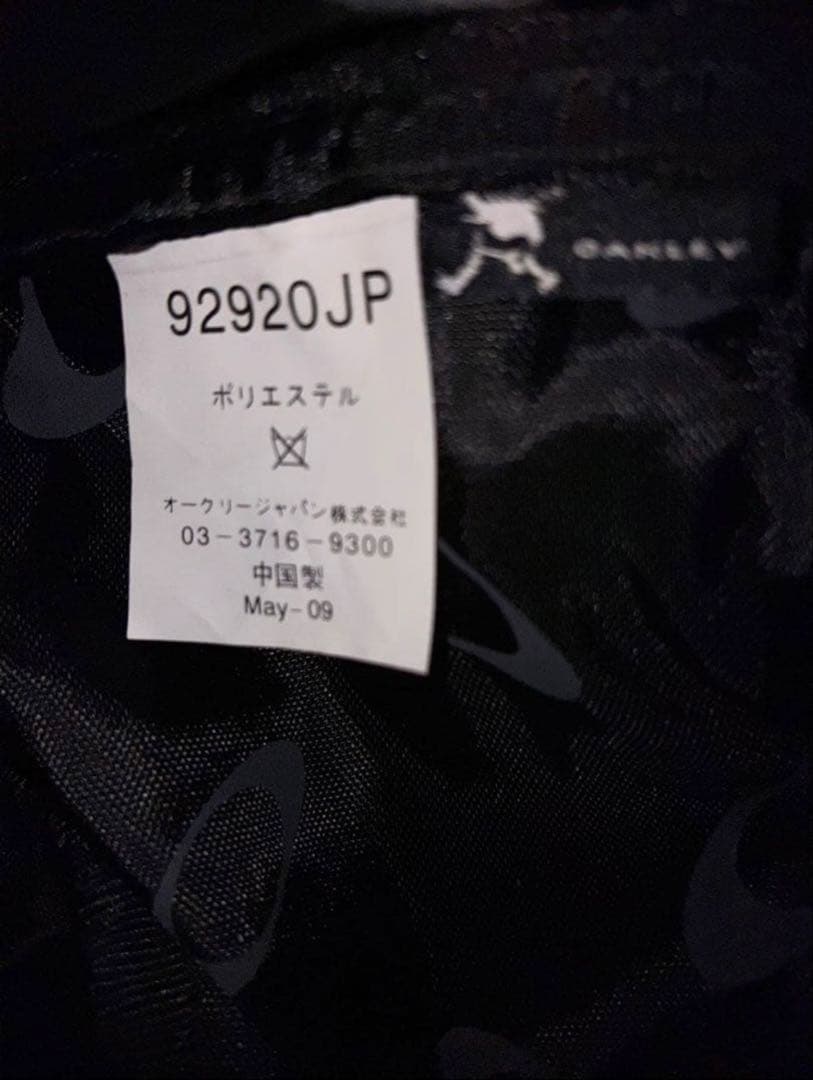 92920JP
OAKLEY
ポリエステル
オークリージャパン株式会社
03-3716-9300
中国製
May-09